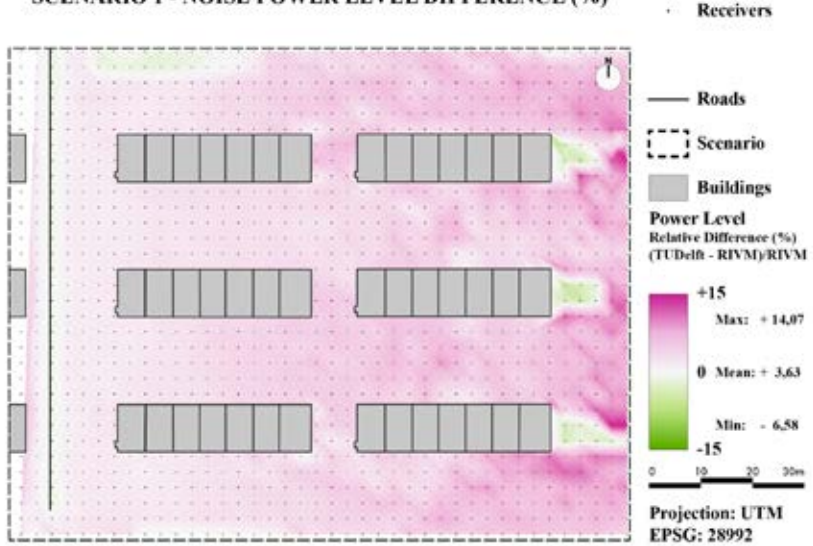 SCENARIO 1 - NOISE POWER LEVEL DIFFERENCE (%)
Receivers
N
Roads
Scenario
Buildings
Power Level
Relative Difference (%)
(TUDelft - RIVM)/RIVM
+15
Max: + 14,07
0 Mean: + 3,63
Min: - 6,58
-15
0 10 20 30m
Projection: UTM
EPSG: 28992